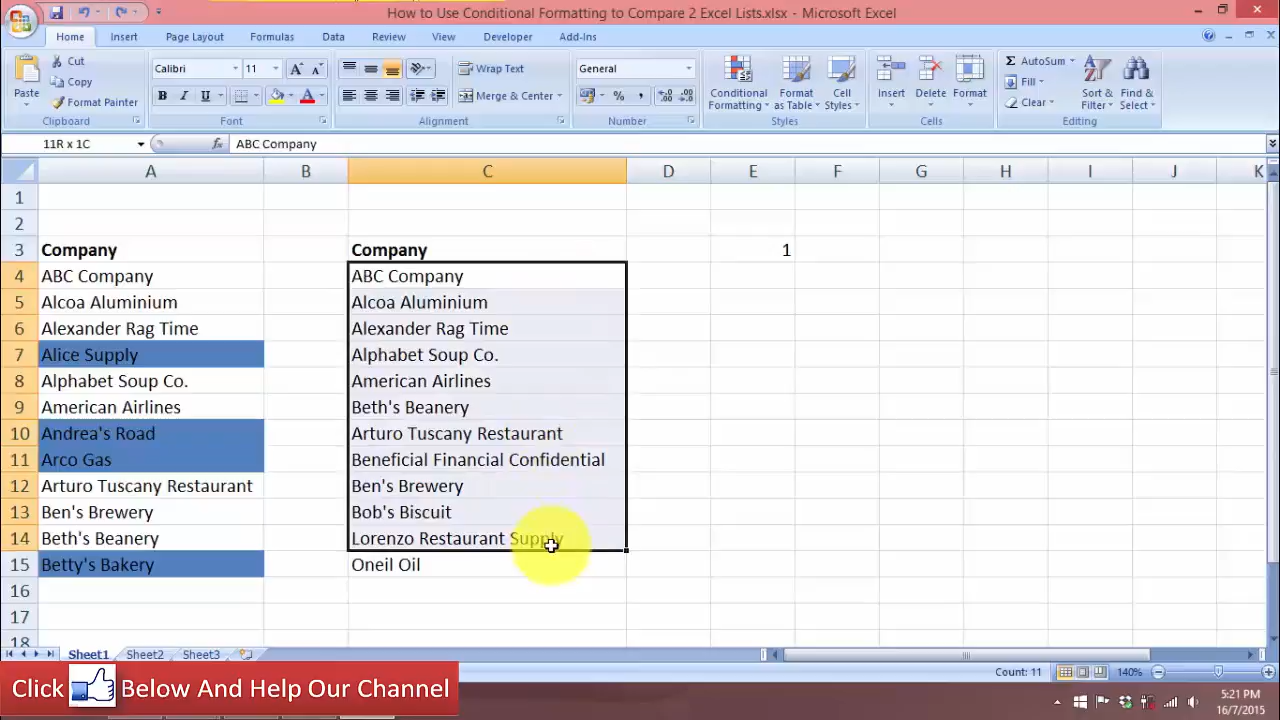 How to Use Conditional Formatting to Compare 2 Excel Lists.xlsx - Microsoft Excel
Home Insert Page Layout Formulas Data Review View Developer Add-Ins
Paste
Cut
Copy
Format Painter
Clipboard
Calibri 11
B I U
A
Font
Wrap Text
Merge & Center
Alignment
General
% ,
Number
Conditional Formatting
Format as Table
Cell Styles
Styles
Insert Delete Format
Cells
AutoSum
Fill
Clear
Sort & Filter
Find & Select
Editing
11R x 1C fx ABC Company
A B C D E F G H I J K
1
2
3 Company Company 1
4 ABC Company ABC Company
5 Alcoa Aluminium Alcoa Aluminium
6 Alexander Rag Time Alexander Rag Time
7 Alice Supply Alphabet Soup Co.
8 Alphabet Soup Co. American Airlines
9 American Airlines Beth's Beanery
10 Andrea's Road Arturo Tuscany Restaurant
11 Arco Gas Beneficial Financial Confidential
12 Arturo Tuscany Restaurant Ben's Brewery
13 Ben's Brewery Bob's Biscuit
14 Beth's Beanery Lorenzo Restaurant Supply
15 Betty's Bakery Oneil Oil
16
17
18
Sheet1 Sheet2 Sheet3
Count: 11 140%
Click Below And Help Our Channel
5:21 PM
16/7/2015